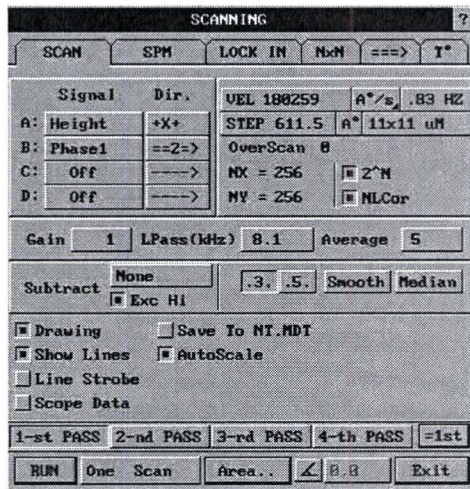 SCANNING ?
SCAN SPM LOCK IN NxN ===> T°
Signal Dir. VEL 180259 A°/s .83 HZ
A: Height +X+ STEP 611.5 A° 11x11 uM
B: Phase1 ==2=> OverScan 0
C: Off ----> NX = 256 2^N
D: Off ----> NY = 256 NLCor
Gain 1 LPass(kHz) 8.1 Average 5
Subtract None .3. .5. Smooth Median
Exc Hi
Drawing Save To NT.MDT
Show Lines AutoScale
Line Strobe
Scope Data
1-st PASS 2-nd PASS 3-rd PASS 4-th PASS =1st
RUN One Scan Area.. 0.0 Exit